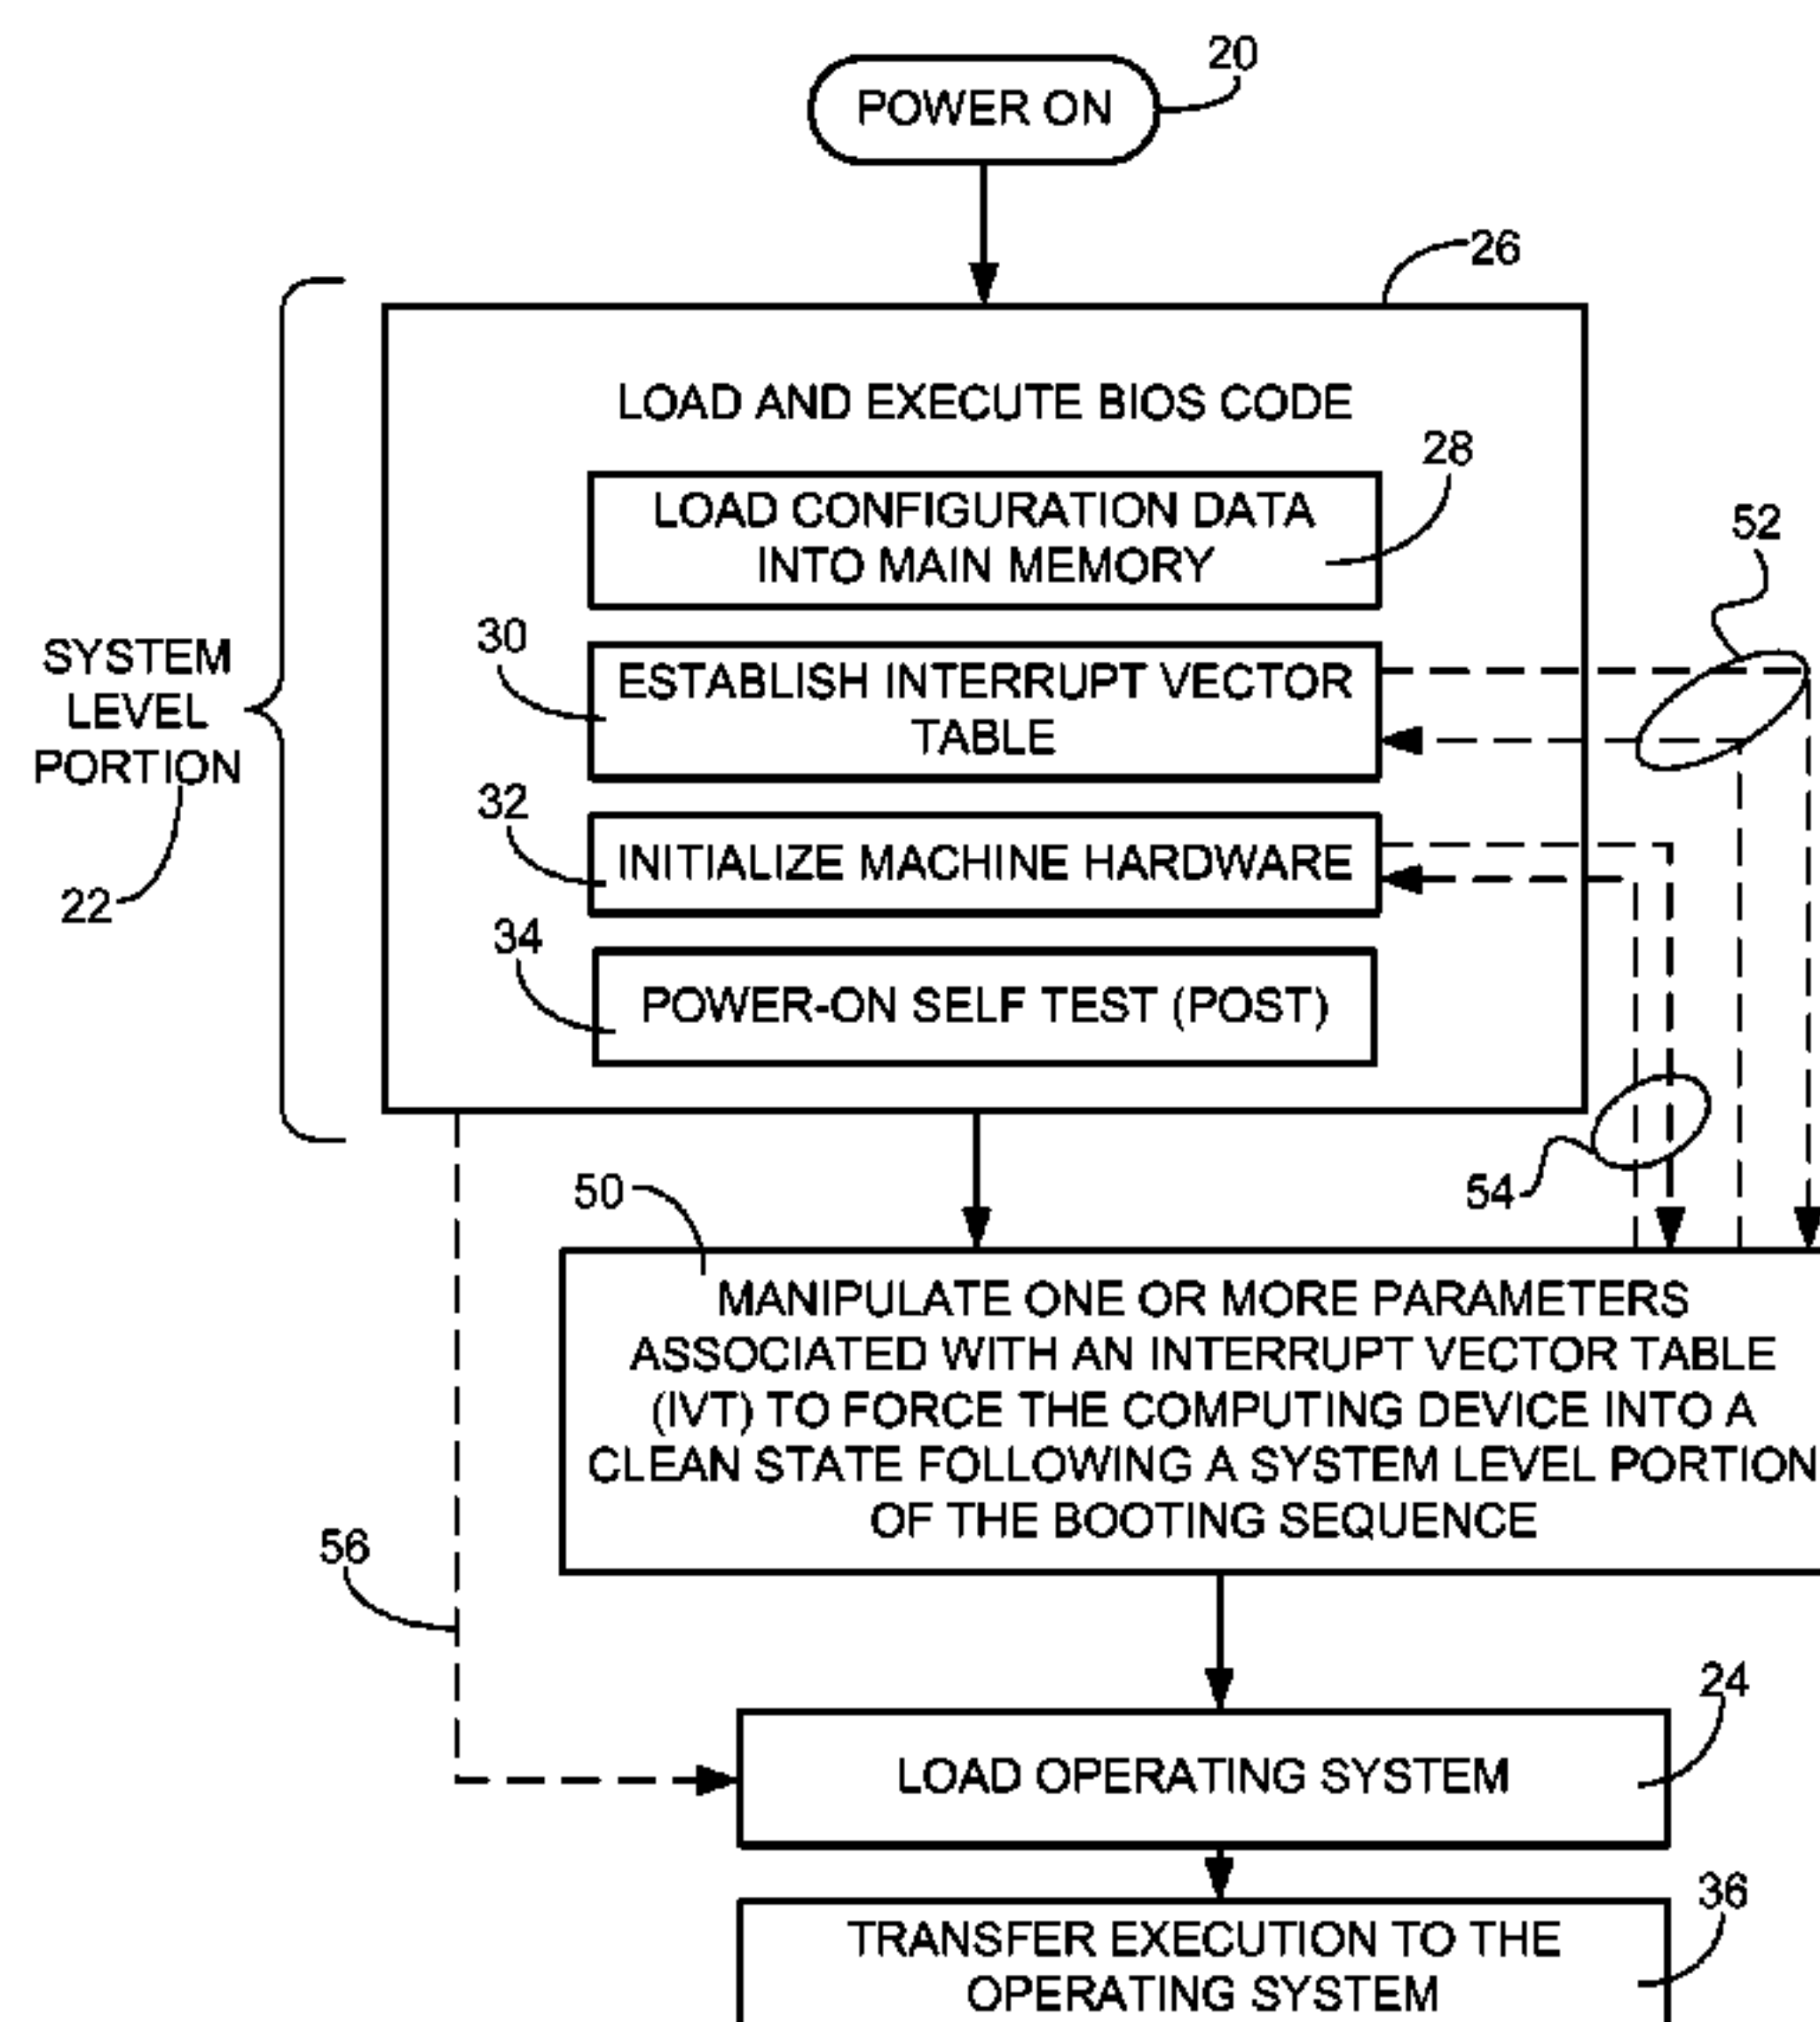 20
POWER ON
26
LOAD AND EXECUTE BIOS CODE
28
LOAD CONFIGURATION DATA
INTO MAIN MEMORY
52
30
ESTABLISH INTERRUPT VECTOR
TABLE
SYSTEM
LEVEL
PORTION
32
INITIALIZE MACHINE HARDWARE
22
34
POWER-ON SELF TEST (POST)
50
54
MANIPULATE ONE OR MORE PARAMETERS
ASSOCIATED WITH AN INTERRUPT VECTOR TABLE
(IVT) TO FORCE THE COMPUTING DEVICE INTO A
CLEAN STATE FOLLOWING A SYSTEM LEVEL PORTION
OF THE BOOTING SEQUENCE
56
24
LOAD OPERATING SYSTEM
36
TRANSFER EXECUTION TO THE
OPERATING SYSTEM